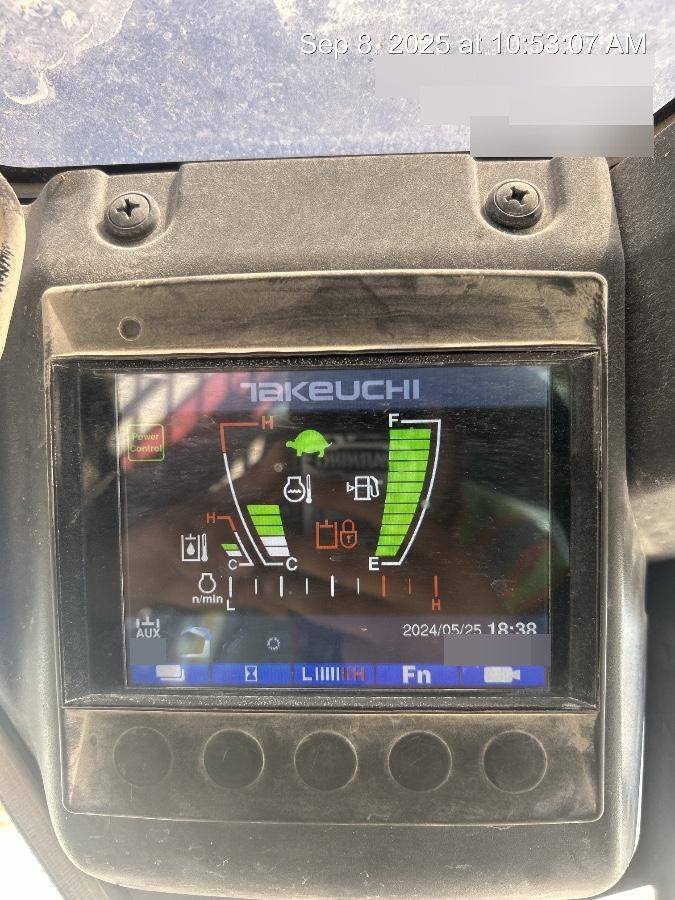 Sep 8, 2025 at 10:53:07 AM
TAKEUCHI
Power
Control
H
F
H
C
C
E
n/min
L
H
AUX
2024/05/25 18:38
L H
Fn